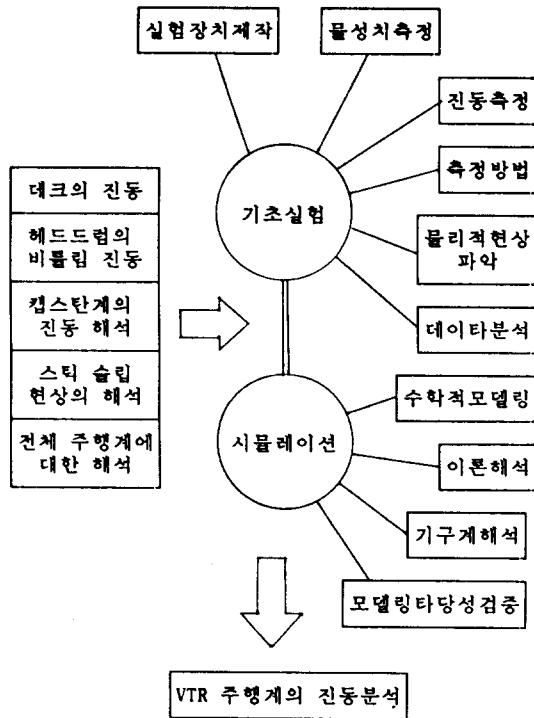 실험장치제작
물성치측정
진동측정
측정방법
기초실험
물리적현상
파악
데이타분석
데크의 진동
헤드드럼의
비틀림 진동
캡스탄계의
진동 해석
스틱 슬립
현상의 해석
전체 주행계에
대한 해석
수학적모델링
이론해석
시뮬레이션
기구계해석
모델링타당성검증
VTR 주행계의 진동분석